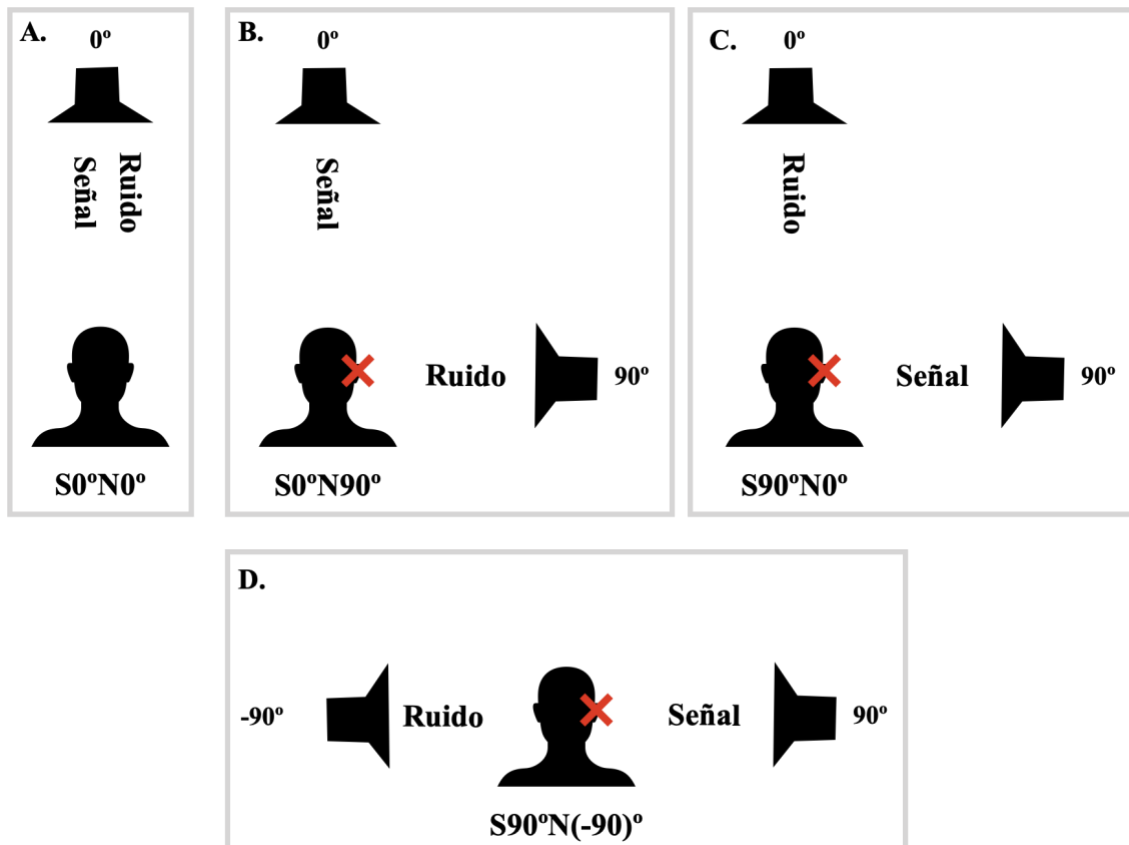 A.
0º
Señal
Ruido
S0ºN0º
B.
0º
Señal
Ruido
90º
S0ºN90º
C.
0º
Ruido
Señal
90º
S90ºN0º
D.
-90º
Ruido
Señal
90º
S90ºN(-90)º